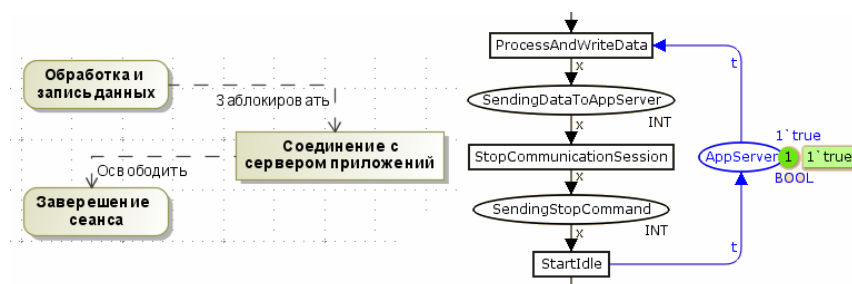 Обработка и
запись данных
Заблокировать
Соединение с
сервером приложений
Освободить
Заверешение
сеанса
ProcessAndWriteData
x
t
SendingDataToAppServer
INT
x
1`true
StopCommunicationSession
AppServer
1
1`true
BOOL
x
SendingStopCommand
INT
x
StartIdle
t